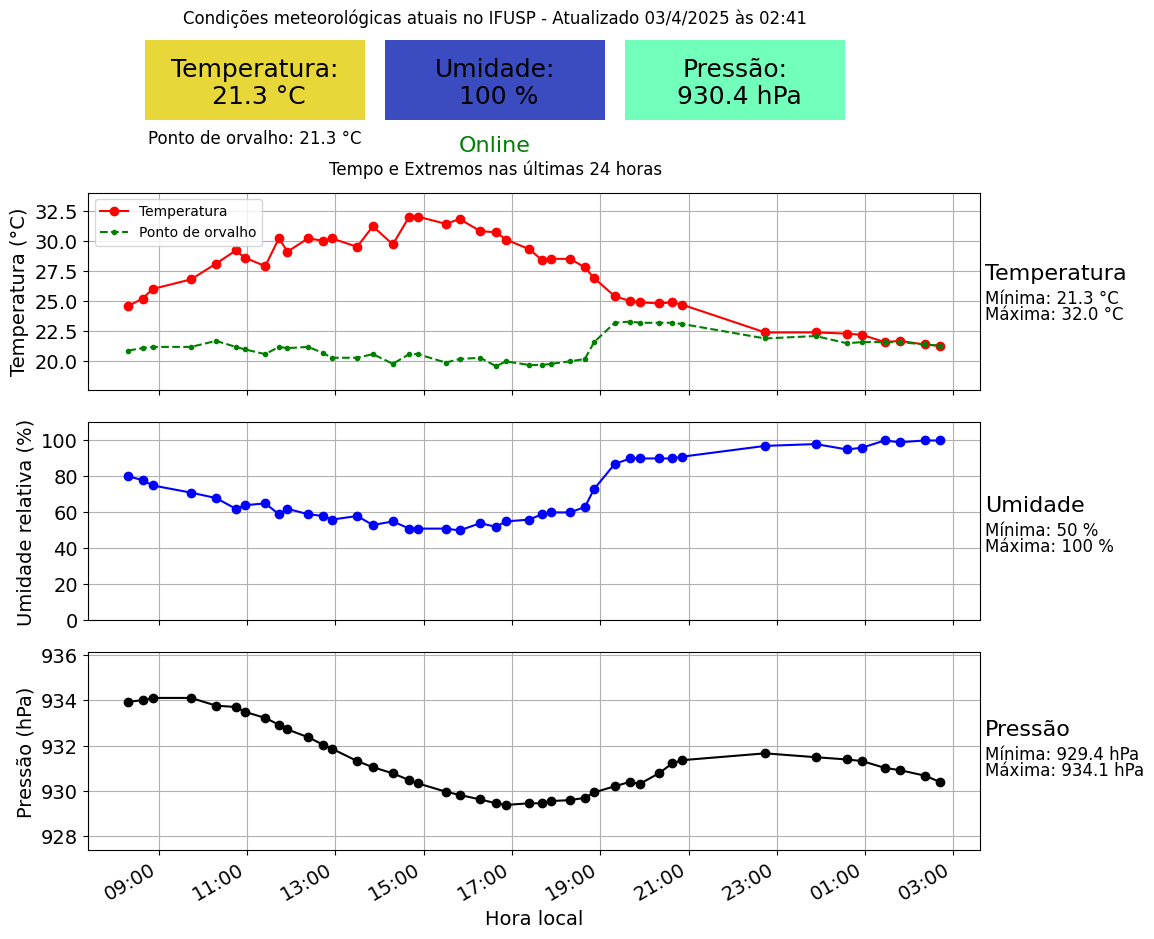 Condições meteorológicas atuais no IFUSP - Atualizado 03/4/2025 às 02:41
Temperatura:
21.3 °C
Umidade:
100 %
Pressão:
930.4 hPa
Ponto de orvalho: 21.3 °C
Online
Tempo e Extremos nas últimas 24 horas
Temperatura (°C)
32.5
30.0
27.5
25.0
22.5
20.0
Temperatura
Ponto de orvalho
Temperatura
Mínima: 21.3 °C
Máxima: 32.0 °C
Umidade relativa (%)
100
80
60
40
20
0
Umidade
Mínima: 50 %
Máxima: 100 %
Pressão (hPa)
936
934
932
930
928
Pressão
Mínima: 929.4 hPa
Máxima: 934.1 hPa
09:00
11:00
13:00
15:00
17:00
19:00
21:00
23:00
01:00
03:00
Hora local